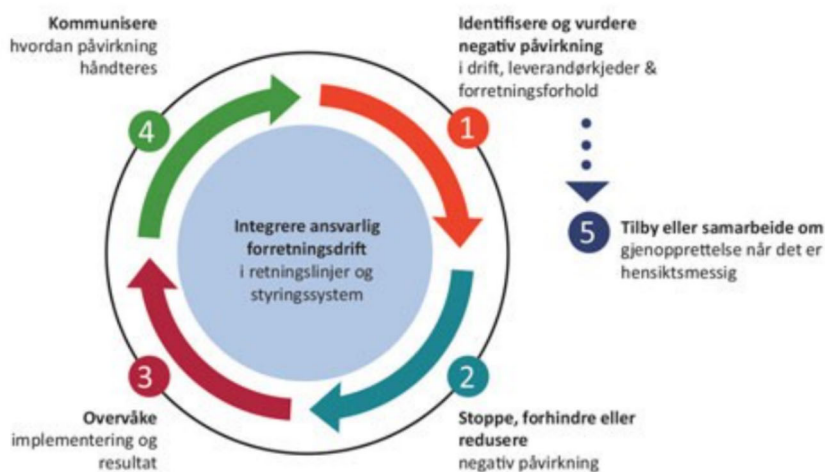 Kommunisere
hvordan påvirkning
håndteres
4
Identifisere og vurdere
negativ påvirkning
i drift, leverandørkjeder &
forretningsforhold
1
5
Tilby eller samarbeide om
gjenopprettelse når det er
hensiktsmessig
Integrere ansvarlig
forretningsdrift
i retningslinjer og
styringssystem
3
Overvåke
implementering og
resultat
2
Stoppe, forhindre eller
redusere
negativ påvirkning